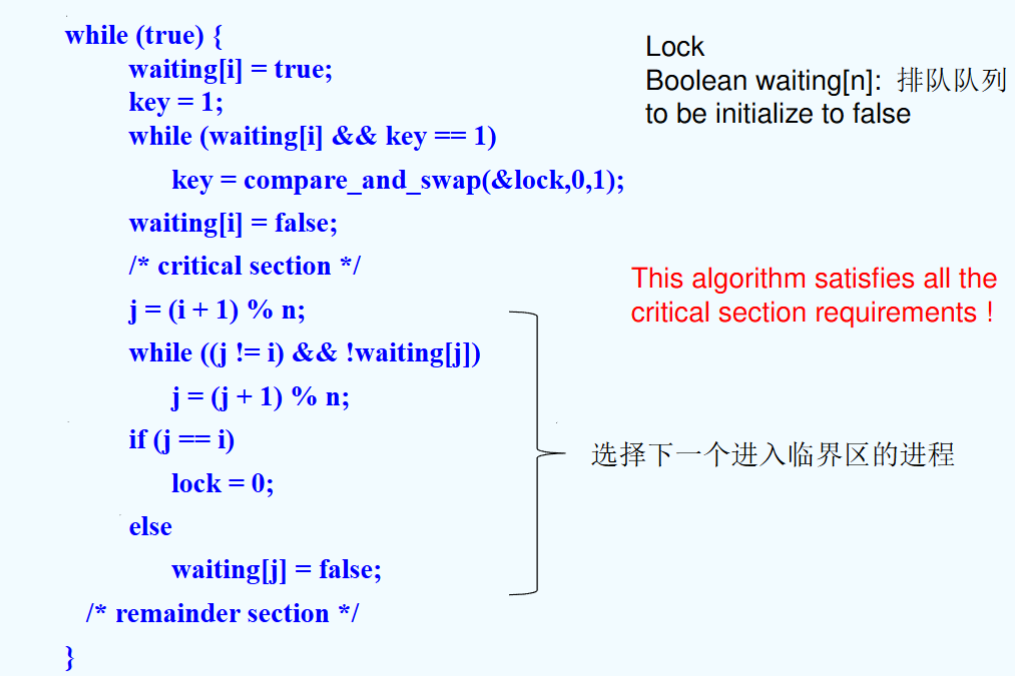 while (true) {
waiting[i] = true;
key = 1;
while (waiting[i] && key == 1)
key = compare_and_swap(&lock,0,1);
waiting[i] = false;
/* critical section */
j = (i + 1) % n;
while ((j != i) && !waiting[j])
j = (j + 1) % n;
if (j == i)
lock = 0;
else
waiting[j] = false;
/* remainder section */
}
Lock
Boolean waiting[n]: 排队队列
to be initialize to false
This algorithm satisfies all the
critical section requirements !
选择下一个进入临界区的进程